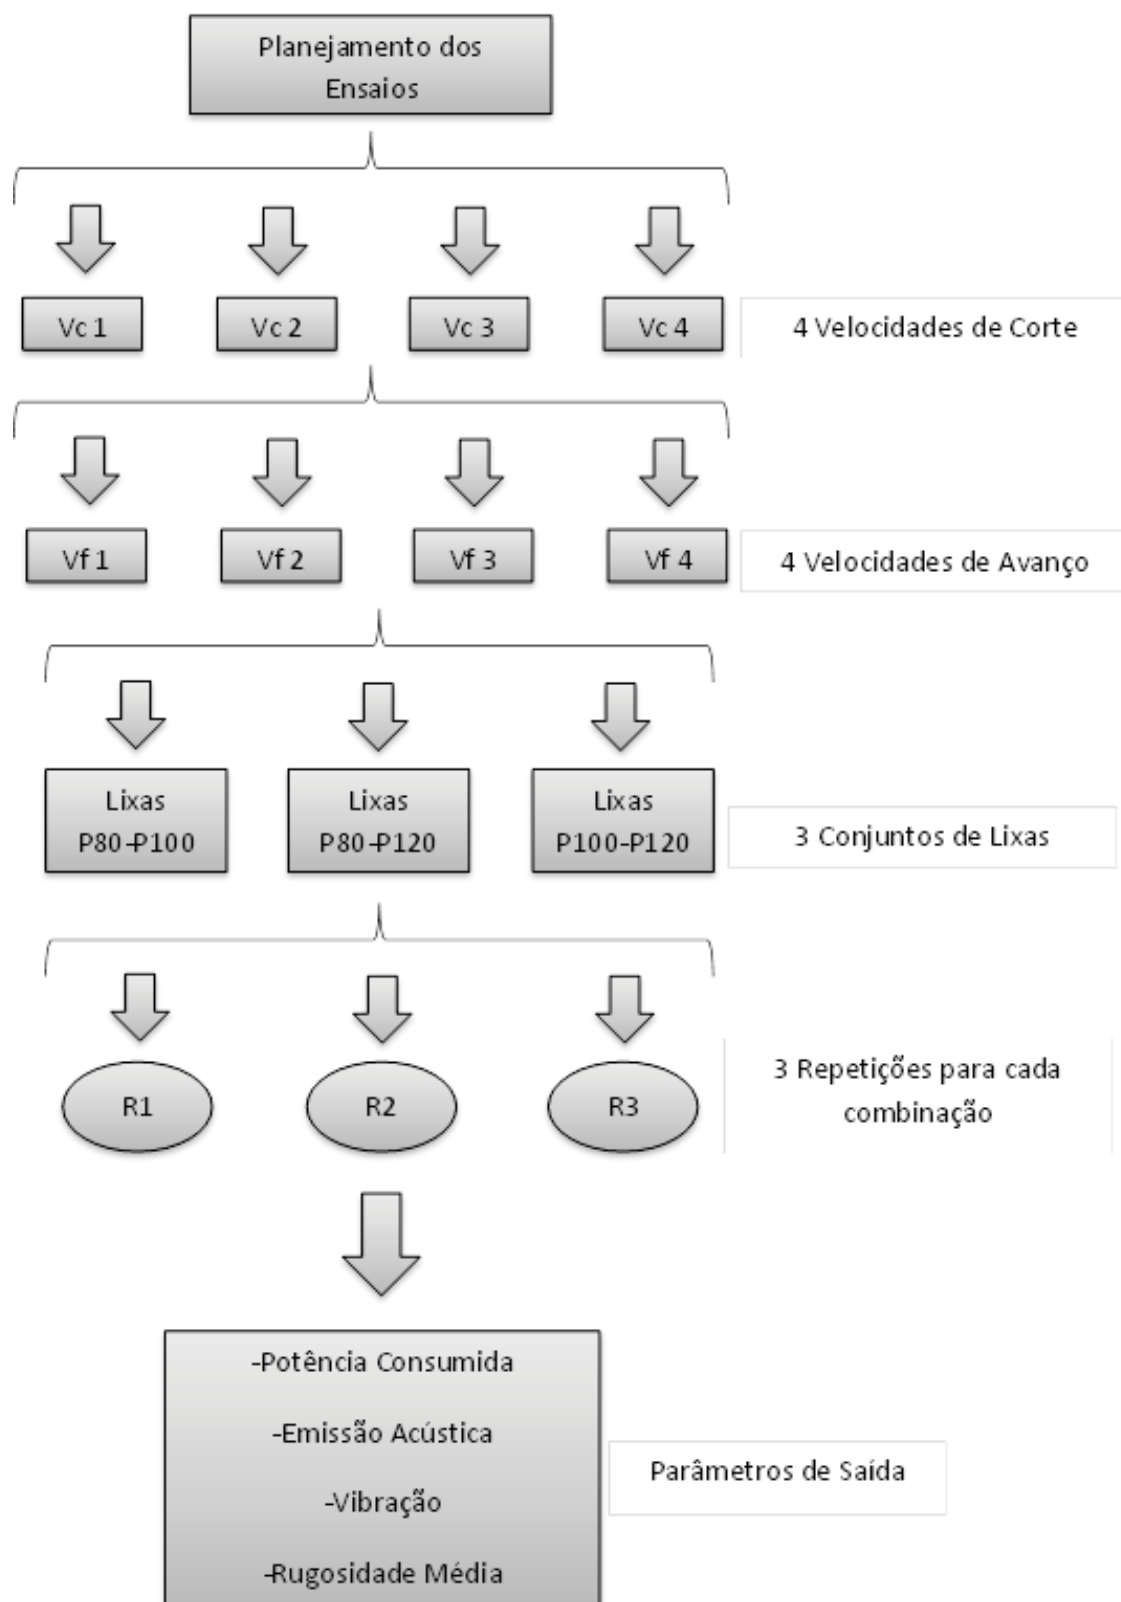 Planejamento dos
Ensaios
Vc 1
Vc 2
Vc 3
Vc 4
4 Velocidades de Corte
Vf 1
Vf 2
Vf 3
Vf 4
4 Velocidades de Avanço
Lixas
P80-P100
Lixas
P80-P120
Lixas
P100-P120
3 Conjuntos de Lixas
R1
R2
R3
3 Repetições para cada
combinação
-Potência Consumida
-Emissão Acústica
-Vibração
-Rugosidade Média
Parâmetros de Saída